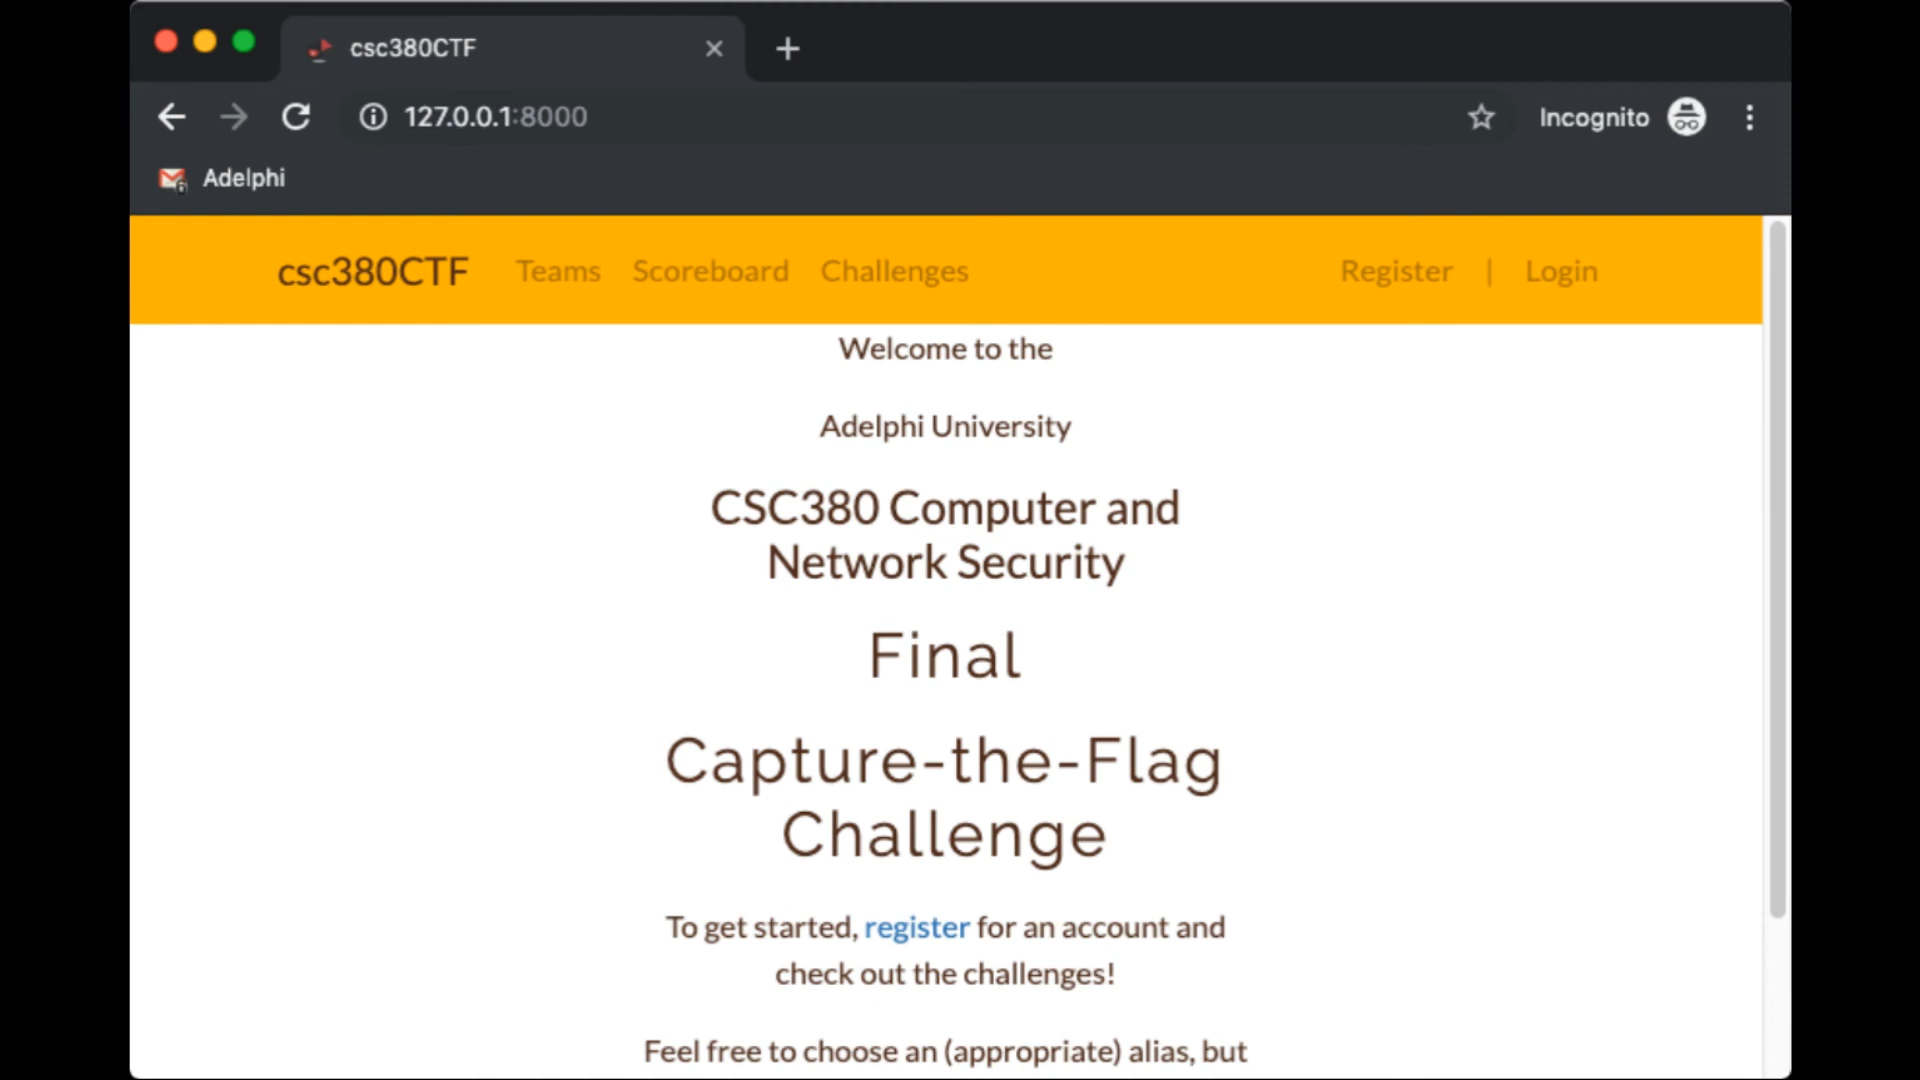 csc380CTF
127.0.0.1:8000
Incognito
Adelphi
csc380CTF Teams Scoreboard Challenges Register | Login
Welcome to the
Adelphi University
CSC380 Computer and
Network Security
Final
Capture-the-Flag
Challenge
To get started, register for an account and
check out the challenges!
Feel free to choose an (appropriate) alias, but